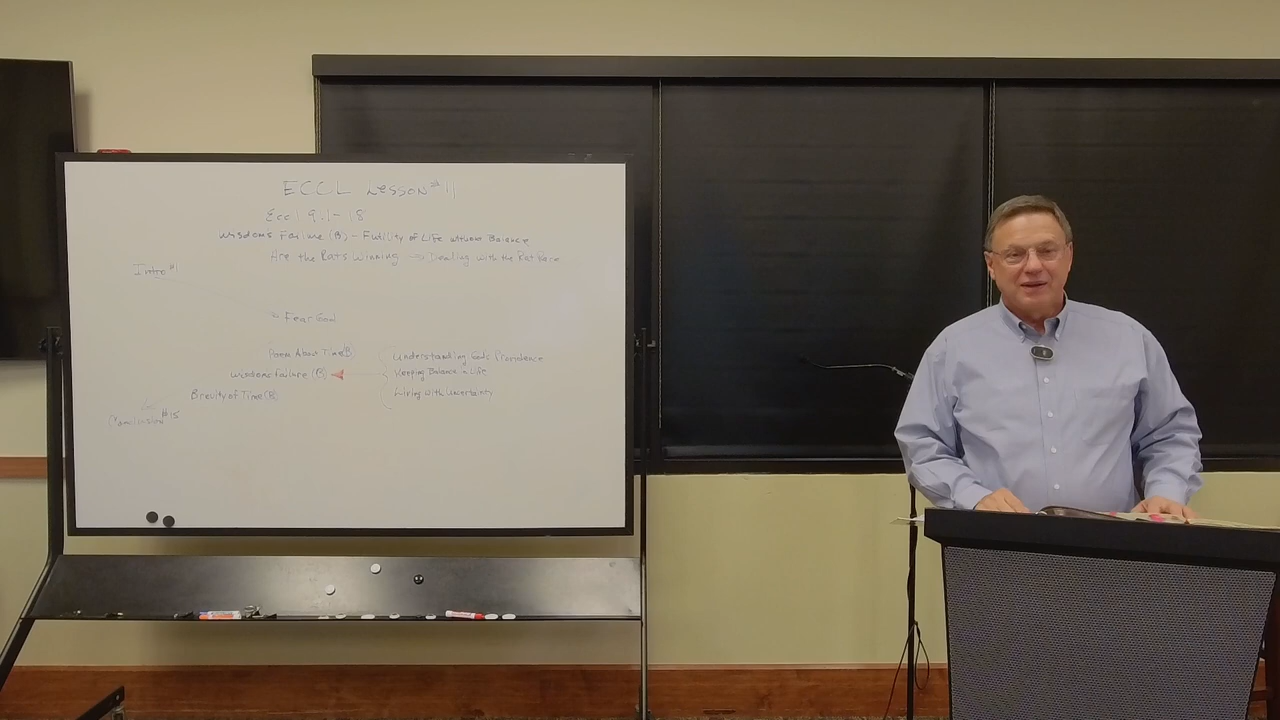 ECCL Lesson #11
Eccl 9:1-18
Wisdoms Failure (B) - Futility of Life without Balance
Are the Rats Winning -> Dealing with the Rat Race
Intro #1
Fear God
Poem About Time (B)
Understanding Gods Providence
Wisdoms Failure (B)
Keeping Balance in Life
Brevity of Time (B)
Living with Uncertainty
Conclusion #15